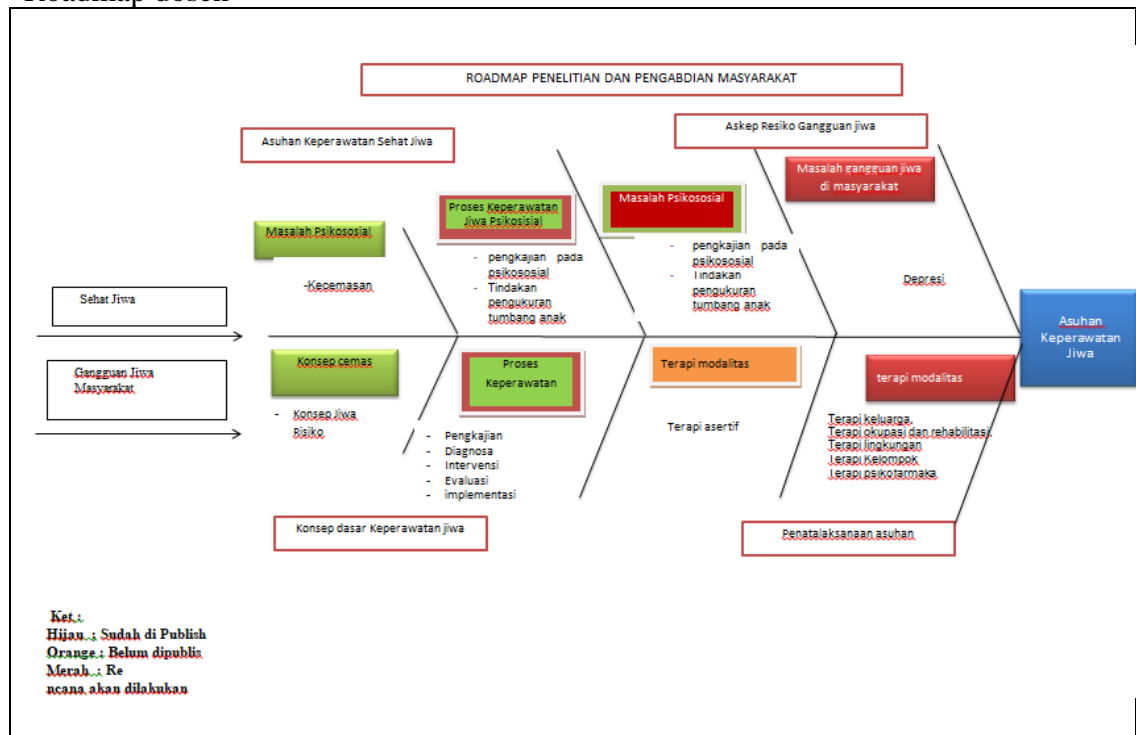 Roadmap dosen
ROADMAP PENELITIAN DAN PENGABDIAN MASYARAKAT
Asuhan Keperawatan Sehat Jiwa
Askep Resiko Gangguan jiwa
Masalah Psikososial
-Kecemasan
Proses Keperawatan
Jiwa Psikosisial
- pengkajian pada
psikososial
- Tindakan
pengukuran
tumbang anak
Masalah Psikososial
- pengkajian pada
psikososial
- Tindakan
pengukuran
tumbang anak
Masalah gangguan jiwa
di masyarakat
Depresi
Sehat Jiwa
Gangguan Jiwa
Masyarakat
Asuhan
Keperawatan
Jiwa
Konsep cemas
- Konsep Jiwa
Risiko
Proses
Keperawatan
- Pengkajian
- Diagnosa
- Intervensi
- Evaluasi
- implementasi
Terapi modalitas
Terapi asertif
terapi modalitas
Terapi keluarga,
Terapi okupasi dan rehabilitasi,
Terapi lingkungan
Terapi Kelompok
Terapi psikofarmaka
Konsep dasar Keperawatan jiwa
Penatalaksanaan asuhan
Ket :
Hijau : Sudah di Publish
Orange : Belum dipublis
Merah : Re
ncana akan dilakukan